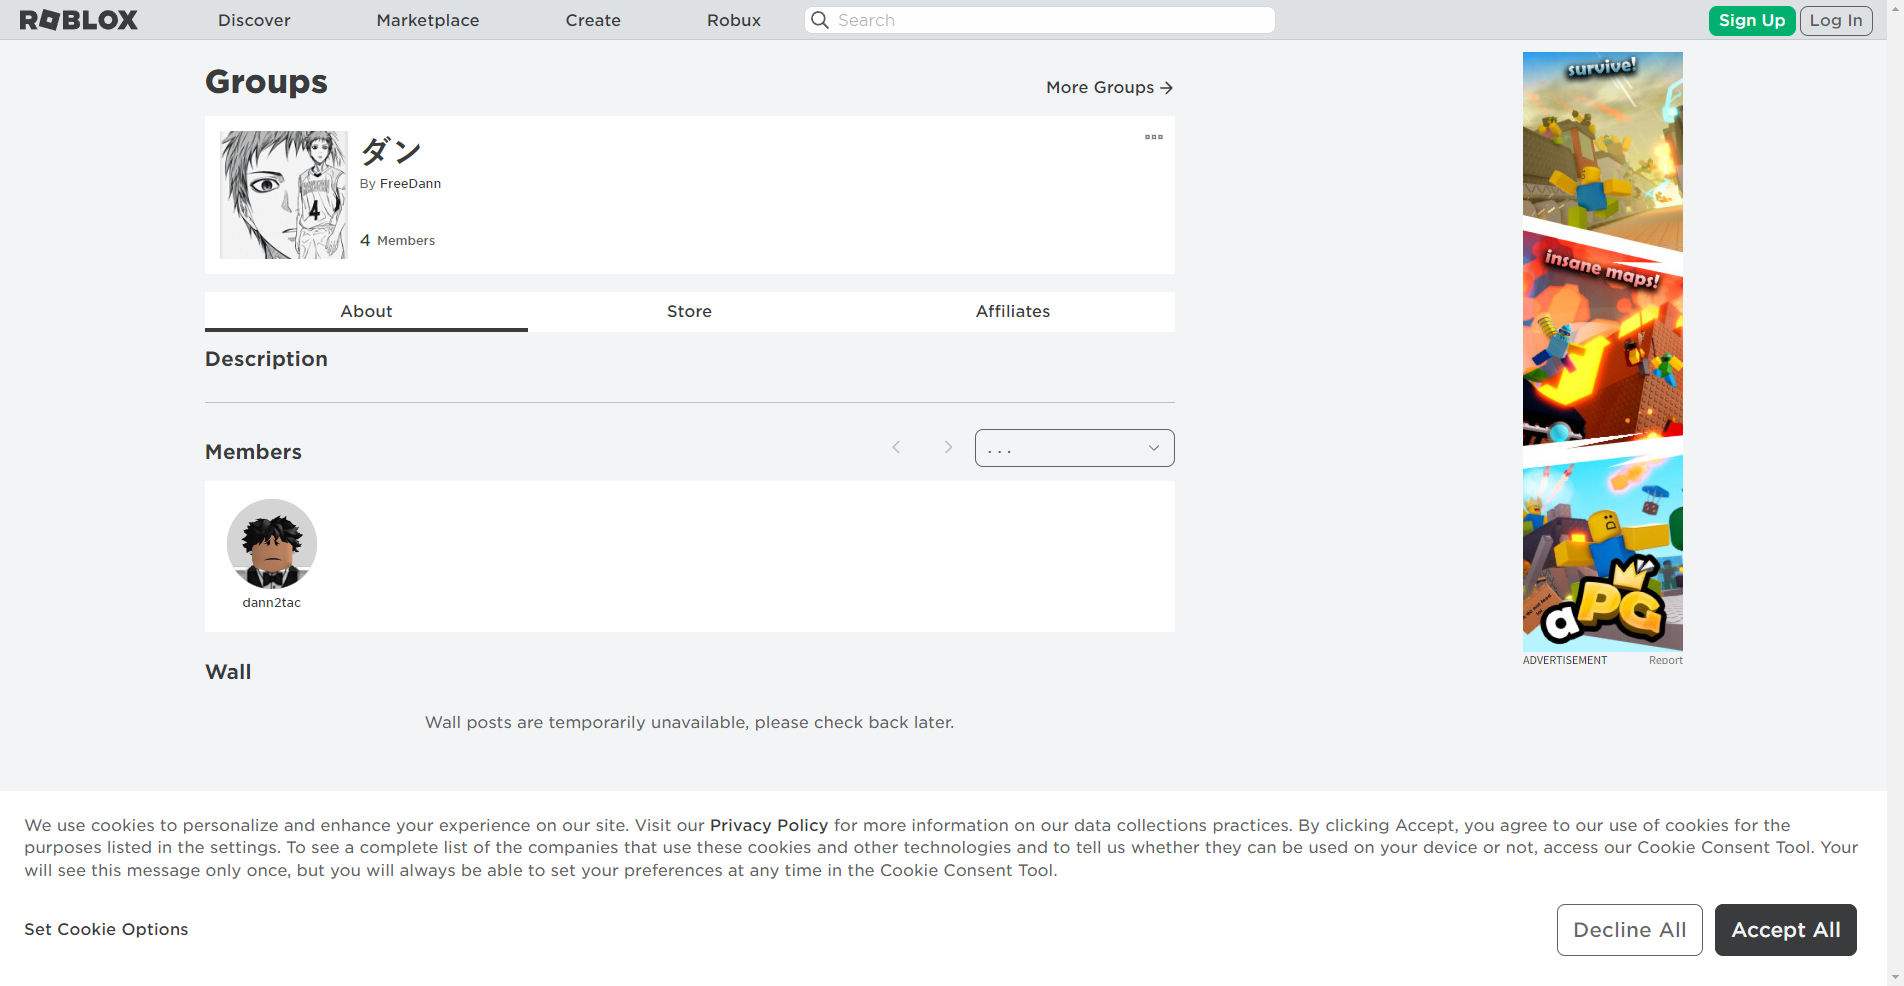 ROBLOX
Discover
Marketplace
Create
Robux
Search
Sign Up
Log In
Groups
More Groups
ダン
By FreeDann
4 Members
4
About
Store
Affiliates
Description
Members
...
dann2tac
Wall
Wall posts are temporarily unavailable, please check back later.
survive!
insane maps!
aPG
ADVERTISEMENT
Report
We use cookies to personalize and enhance your experience on our site. Visit our Privacy Policy for more information on our data collections practices. By clicking Accept, you agree to our use of cookies for the
purposes listed in the settings. To see a complete list of the companies that use these cookies and other technologies and to tell us whether they can be used on your device or not, access our Cookie Consent Tool. Your
will see this message only once, but you will always be able to set your preferences at any time in the Cookie Consent Tool.
Set Cookie Options
Decline All
Accept All